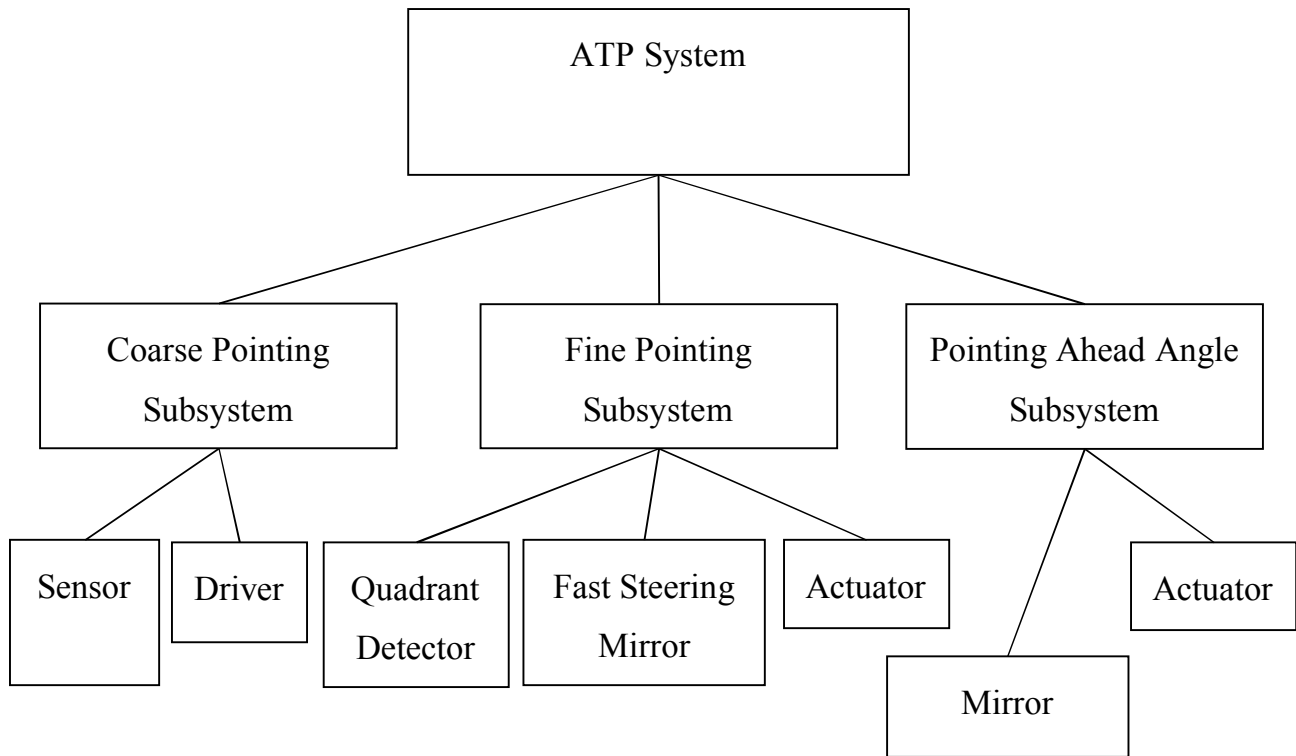 ATP System
Coarse Pointing
Subsystem
Fine Pointing
Subsystem
Pointing Ahead Angle
Subsystem
Sensor
Driver
Quadrant
Detector
Fast Steering
Mirror
Actuator
Mirror
Actuator